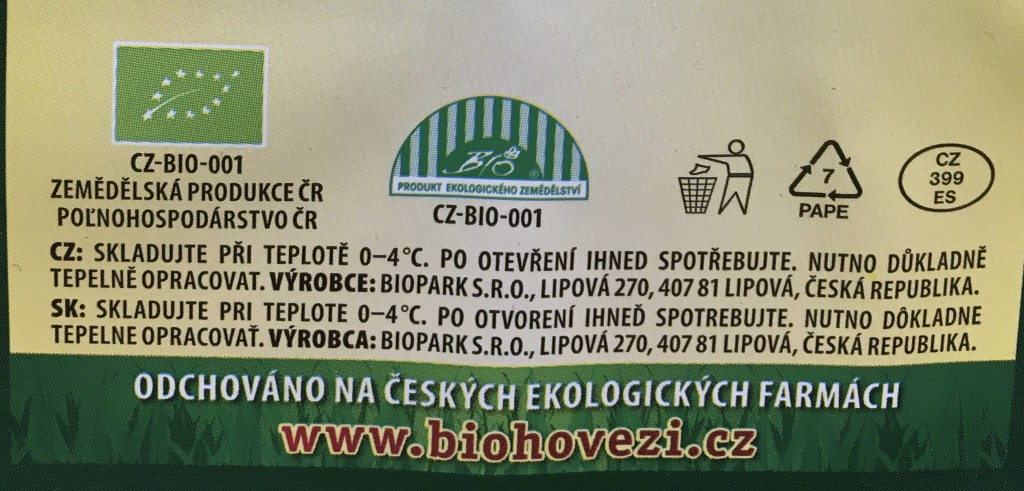 CZ-BIO-001
ZEMĚDĚLSKÁ PRODUKCE ČR
POĽNOHOSPODÁRSTVO ČR
BIO
®
PRODUKT EKOLOGICKÉHO ZEMĚDĚLSTVÍ
CZ-BIO-001
7
PAPE
CZ
399
ES
CZ: SKLADUJTE PŘI TEPLOTĚ 0–4°C. PO OTEVŘENÍ IHNED SPOTŘEBUJTE. NUTNO DŮKLADNĚ
TEPELNĚ OPRACOVAT. VÝROBCE: BIOPARK S.R.O., LIPOVÁ 270, 407 81 LIPOVÁ, ČESKÁ REPUBLIKA.
SK: SKLADUJTE PRI TEPLOTE 0–4°C. PO OTVORENÍ IHNEĎ SPOTREBUJTE. NUTNO DÔKLADNE
TEPELNE OPRACOVAŤ. VÝROBCA: BIOPARK S.R.O., LIPOVÁ 270, 407 81 LIPOVÁ, ČESKÁ REPUBLIKA.
ODCHOVÁNO NA ČESKÝCH EKOLOGICKÝCH FARMÁCH
www.biohovezi.cz